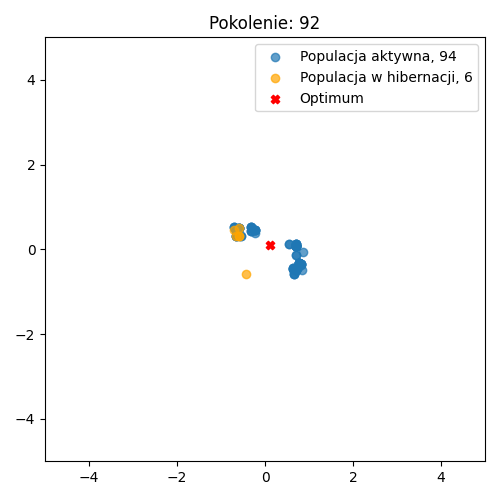 Pokolenie: 92
Populacja aktywna, 94
Populacja w hibernacji, 6
Optimum
4
2
0
−2
−4
−4 −2 0 2 4